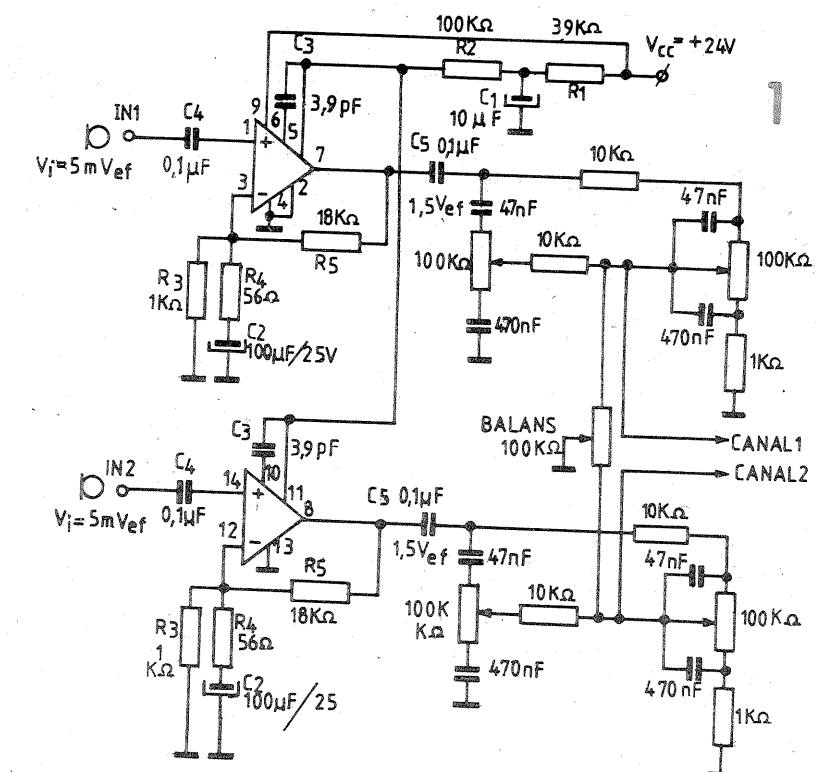 100KΩ
39KΩ
C3
R2
Vcc=+24V
R1
C1
10µF
1
3,9pF
IN1
C4
9
6
5
1
+
7
Vi=5mVef
0,1µF
3
−
4
2
C5 0,1µF
10KΩ
1,5Vef
47nF
47nF
18KΩ
R5
100KΩ
10KΩ
100KΩ
R3
1KΩ
R4
56Ω
C2
100µF/25V
470nF
470nF
1KΩ
BALANS
100KΩ
CANAL1
CANAL2
C3
3,9pF
IN2
C4
14
10
11
+
8
Vi=5mVef
0,1µF
12
−
13
C5 0,1µF
10KΩ
1,5Vef
47nF
47nF
R5
18KΩ
100K
KΩ
10KΩ
100KΩ
R3
1
KΩ
R4
56Ω
C2
100µF/25
470nF
470nF
1KΩ